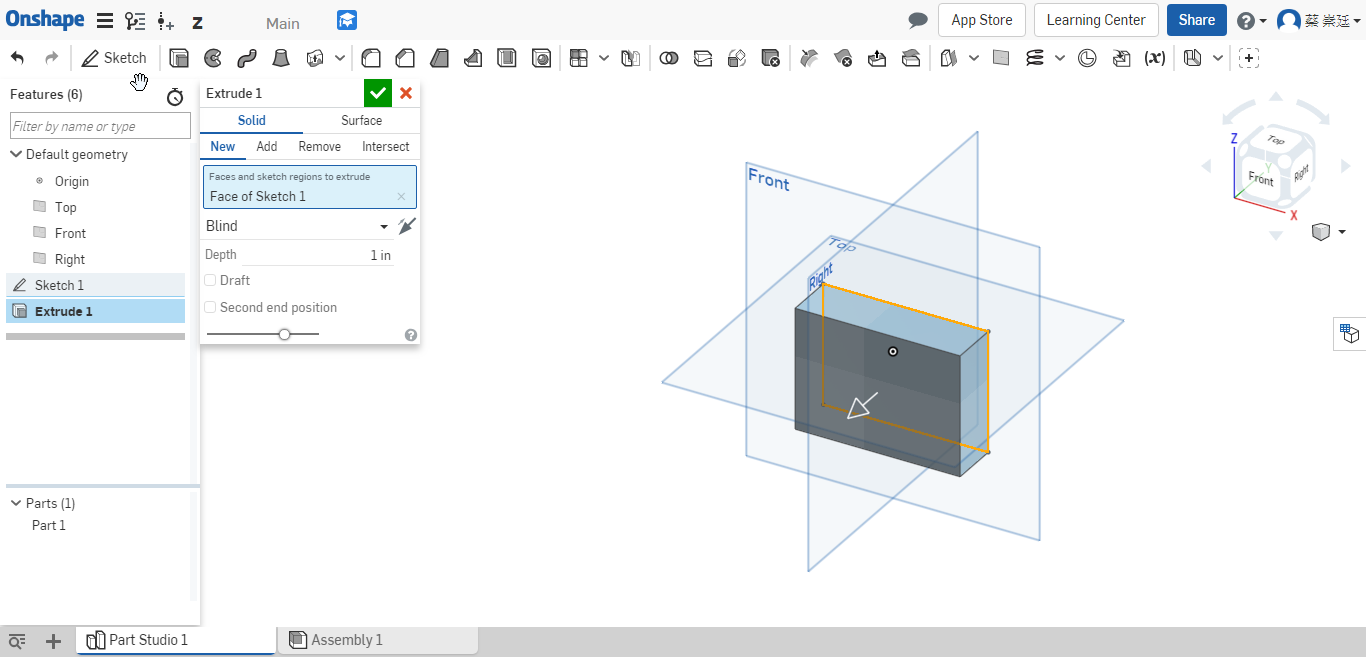 Onshape
Main
App Store
Learning Center
Share
蔡 崇廷
Sketch
(x)
Features (6)
Filter by name or type
Default geometry
Origin
Top
Front
Right
Sketch 1
Extrude 1
Parts (1)
Part 1
Extrude 1
Solid Surface
New Add Remove Intersect
Faces and sketch regions to extrude
Face of Sketch 1
Blind
Depth 1 in
Draft
Second end position
Front
Top
Right
Z
Top
Y
Front
Right
X
Part Studio 1
Assembly 1